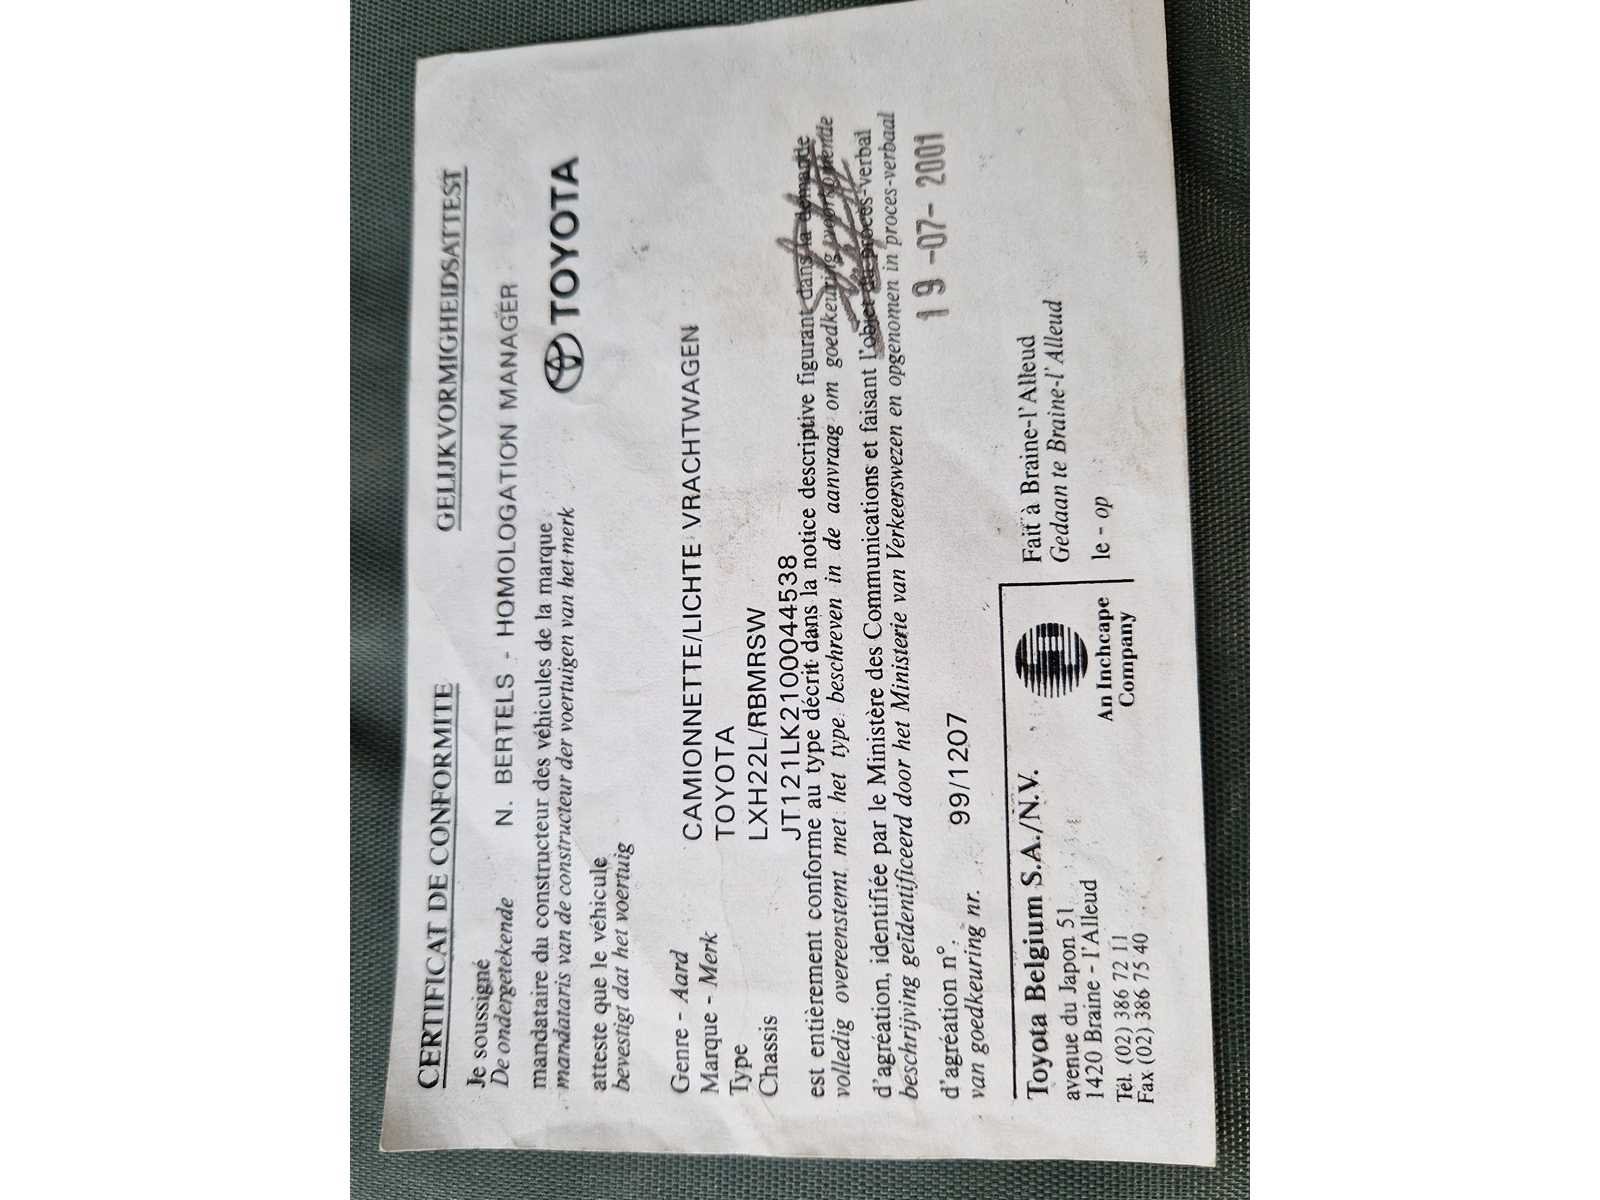 CERTIFICAT DE CONFORMITE GELIJKVORMIGHEIDSATTEST
Je soussigné
De ondergetekende N. BERTELS - HOMOLOGATION MANAGER
mandataire du constructeur des véhicules de la marque
mandataris van de constructeur der voertuigen van het merk TOYOTA
atteste que le véhicule
bevestigt dat het voertuig
Genre - Aard CAMIONNETTE/LICHTE VRACHTWAGEN
Marque - Merk TOYOTA
Type LXH22L/RBMRSW
Chassis JT121LK2100044538
est entièrement conforme au type décrit dans la notice descriptive figurant dans la demande
volledig overeenstemt met het type beschreven in de aanvraag om goedkeuring
d'agréation, identifiée par le Ministère des Communications et faisant l'objet du procès-verbal
beschrijving geïdentificeerd door het Ministerie van Verkeerswezen en opgenomen in proces-verbaal
d'agréation n°.
van goedkeuring nr. 99/1207
19-07-2001
Toyota Belgium S.A./N.V.
avenue du Japon 51
1420 Braine - l'Alleud
Tél. (02) 386 72 11
Fax (02) 386 75 40
An Inchcape
Company
Fait à Braine-l'Alleud
Gedaan te Braine-l'Alleud
le - op